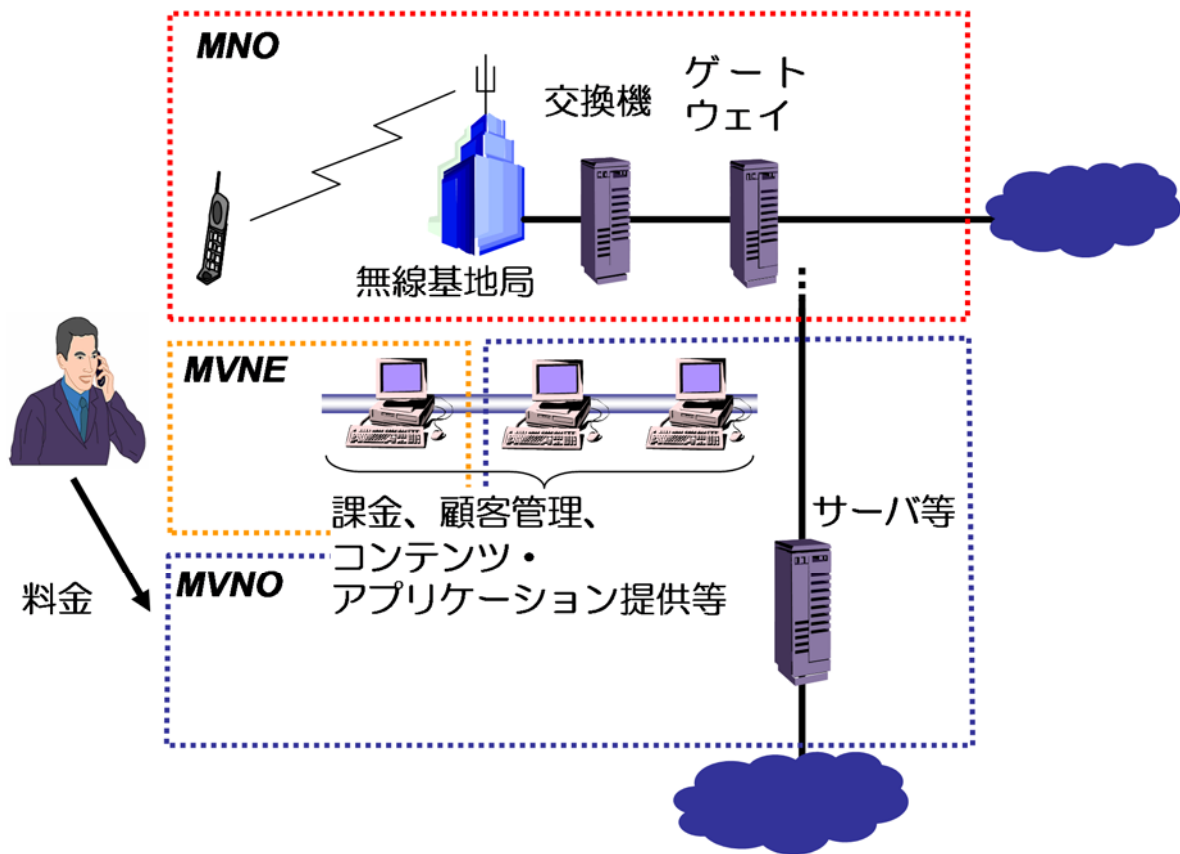 MNO
交換機
ゲート
ウェイ
無線基地局
MVNE
課金、顧客管理、
コンテンツ・
アプリケーション提供等
サーバ等
MVNO
料金